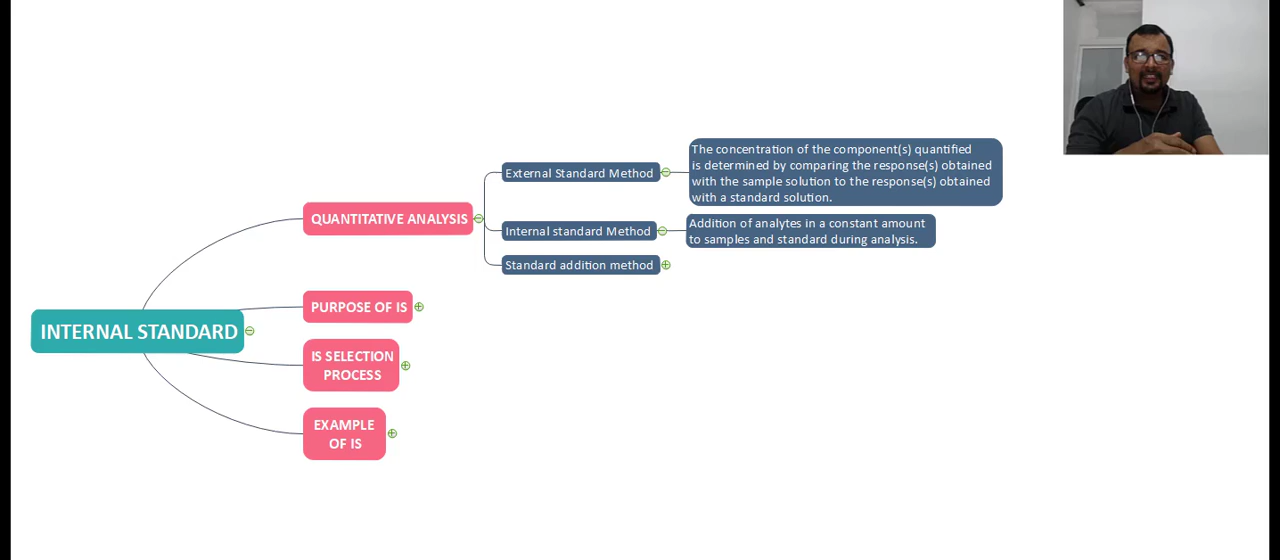 INTERNAL STANDARD
QUANTITATIVE ANALYSIS
External Standard Method
The concentration of the component(s) quantified
is determined by comparing the response(s) obtained
with the sample solution to the response(s) obtained
with a standard solution.
Internal standard Method
Addition of analytes in a constant amount
to samples and standard during analysis.
Standard addition method
PURPOSE OF IS
IS SELECTION
PROCESS
EXAMPLE
OF IS